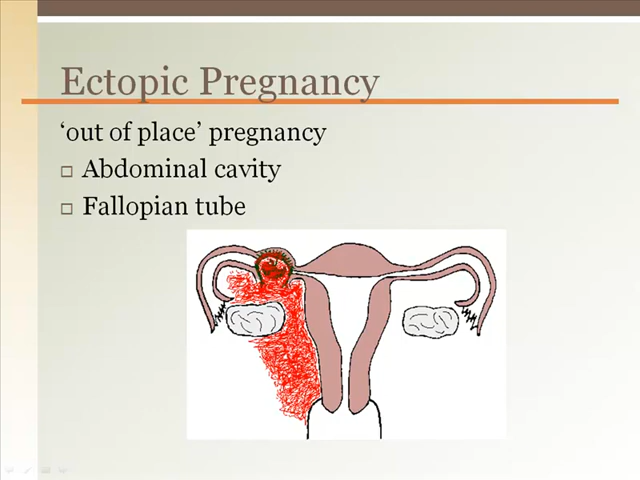 Ectopic Pregnancy
‘out of place’ pregnancy
Abdominal cavity
Fallopian tube